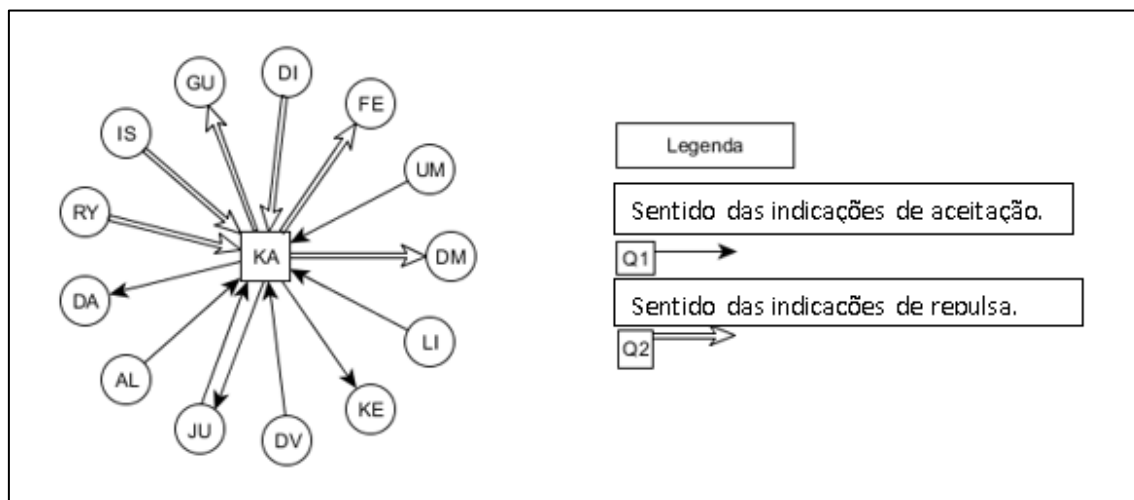 GU
DI
FE
IS
UM
RY
KA
DM
DA
LI
AL
KE
JU
DV
Legenda
Sentido das indicações de aceitação.
Q1
Sentido das indicações de repulsa.
Q2